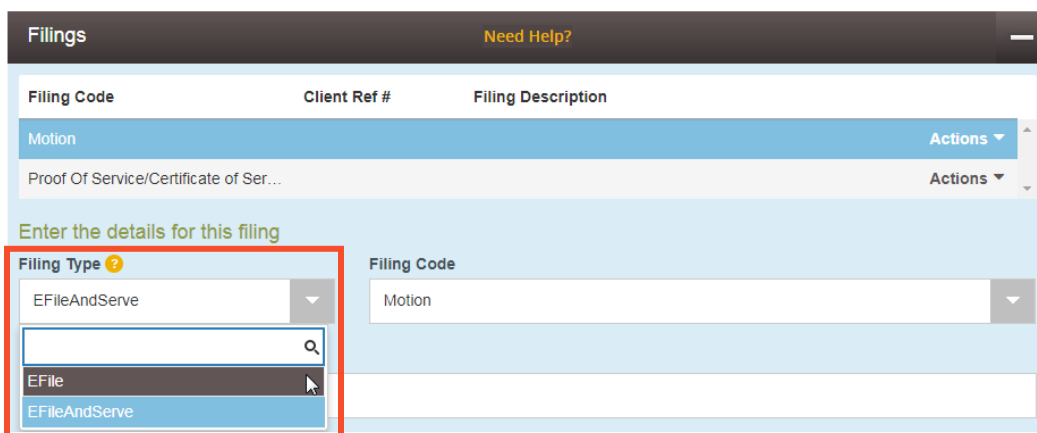 Filings Need Help?
Filing Code Client Ref # Filing Description
Motion Actions
Proof Of Service/Certificate of Ser... Actions
Enter the details for this filing
Filing Type ? Filing Code
EFileAndServe Motion
EFile
EFileAndServe